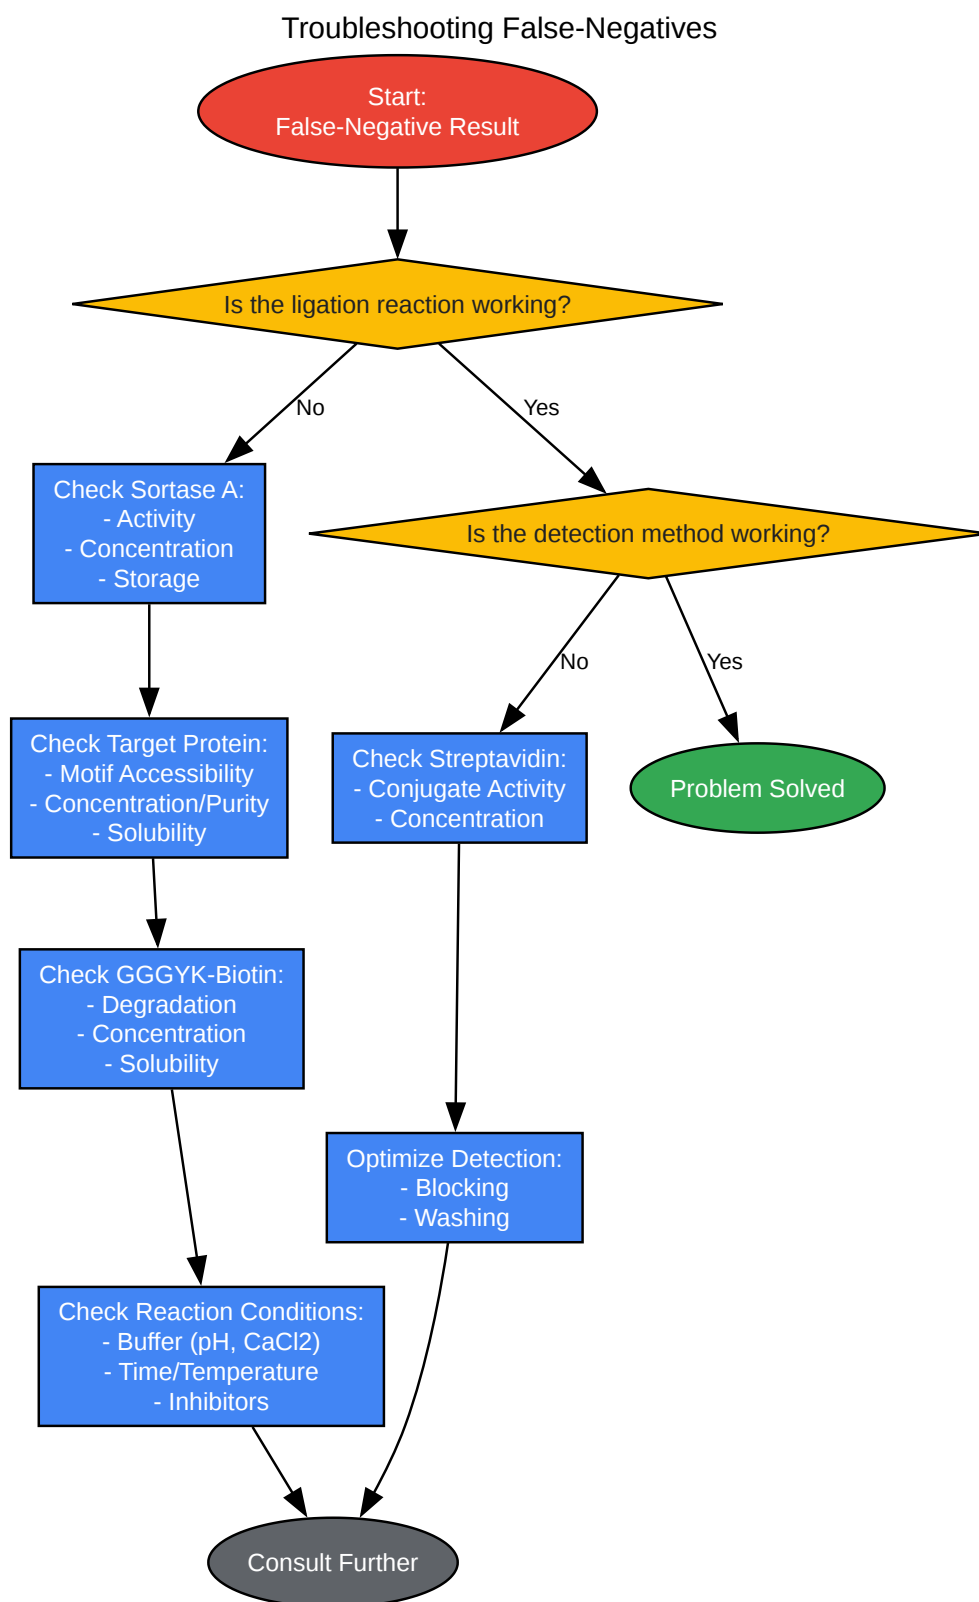 Troubleshooting False-Negatives
Start:
False-Negative Result
Is the ligation reaction working?
No
Yes
Check Sortase A:
- Activity
- Concentration
- Storage
Is the detection method working?
No
Yes
Check Target Protein:
- Motif Accessibility
- Concentration/Purity
- Solubility
Check Streptavidin:
- Conjugate Activity
- Concentration
Problem Solved
Check GGGYK-Biotin:
- Degradation
- Concentration
- Solubility
Optimize Detection:
- Blocking
- Washing
Check Reaction Conditions:
- Buffer (pH, CaCl2)
- Time/Temperature
- Inhibitors
Consult Further